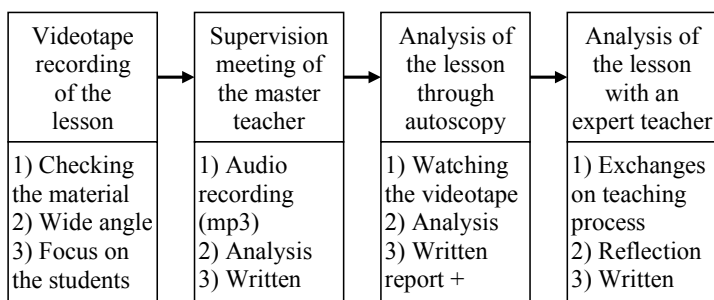 Videotape
recording
of the
lesson
1) Checking
the material
2) Wide angle
3) Focus on
the students
Supervision
meeting of
the master
teacher
1) Audio
recording
(mp3)
2) Analysis
3) Written
Analysis of
the lesson
through
autoscopy
1) Watching
the videotape
2) Analysis
3) Written
report +
Analysis of
the lesson
with an
expert teacher
1) Exchanges
on teaching
process
2) Reflection
3) Written